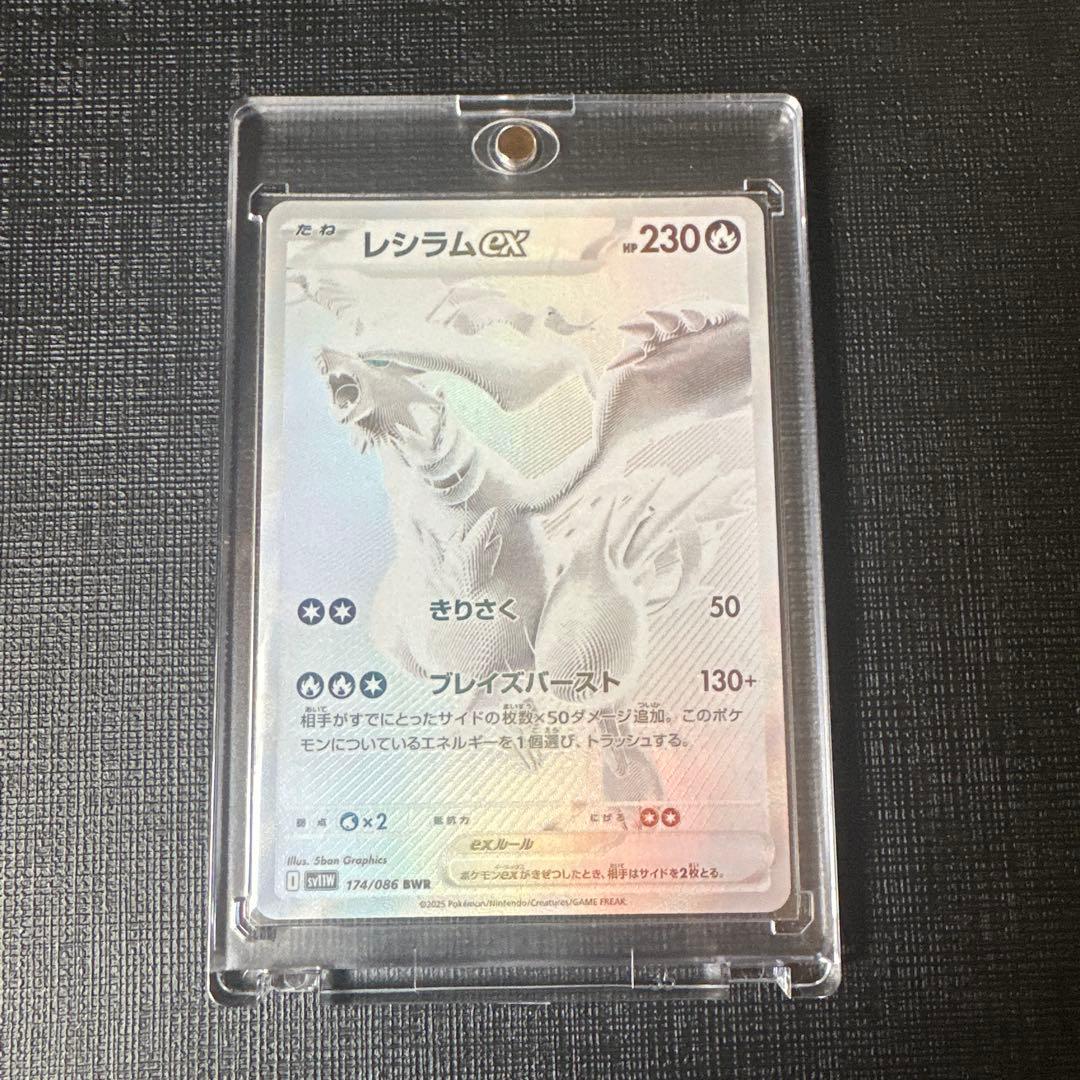 たね レシラムex HP 230
きりさく 50
ブレイズバースト 130+
相手がすでにとったサイドの枚数×50ダメージ追加。このポケ
モンについているエネルギーを1個選び、トラッシュする。
弱点 ×2 抵抗力 にげる
exルール
ポケモンexがきぜつしたとき、相手はサイドを2枚とる。
Illus. 5ban Graphics
I sv11W 174/086 BWR
©2025 Pokémon/Nintendo/Creatures/GAME FREAK.